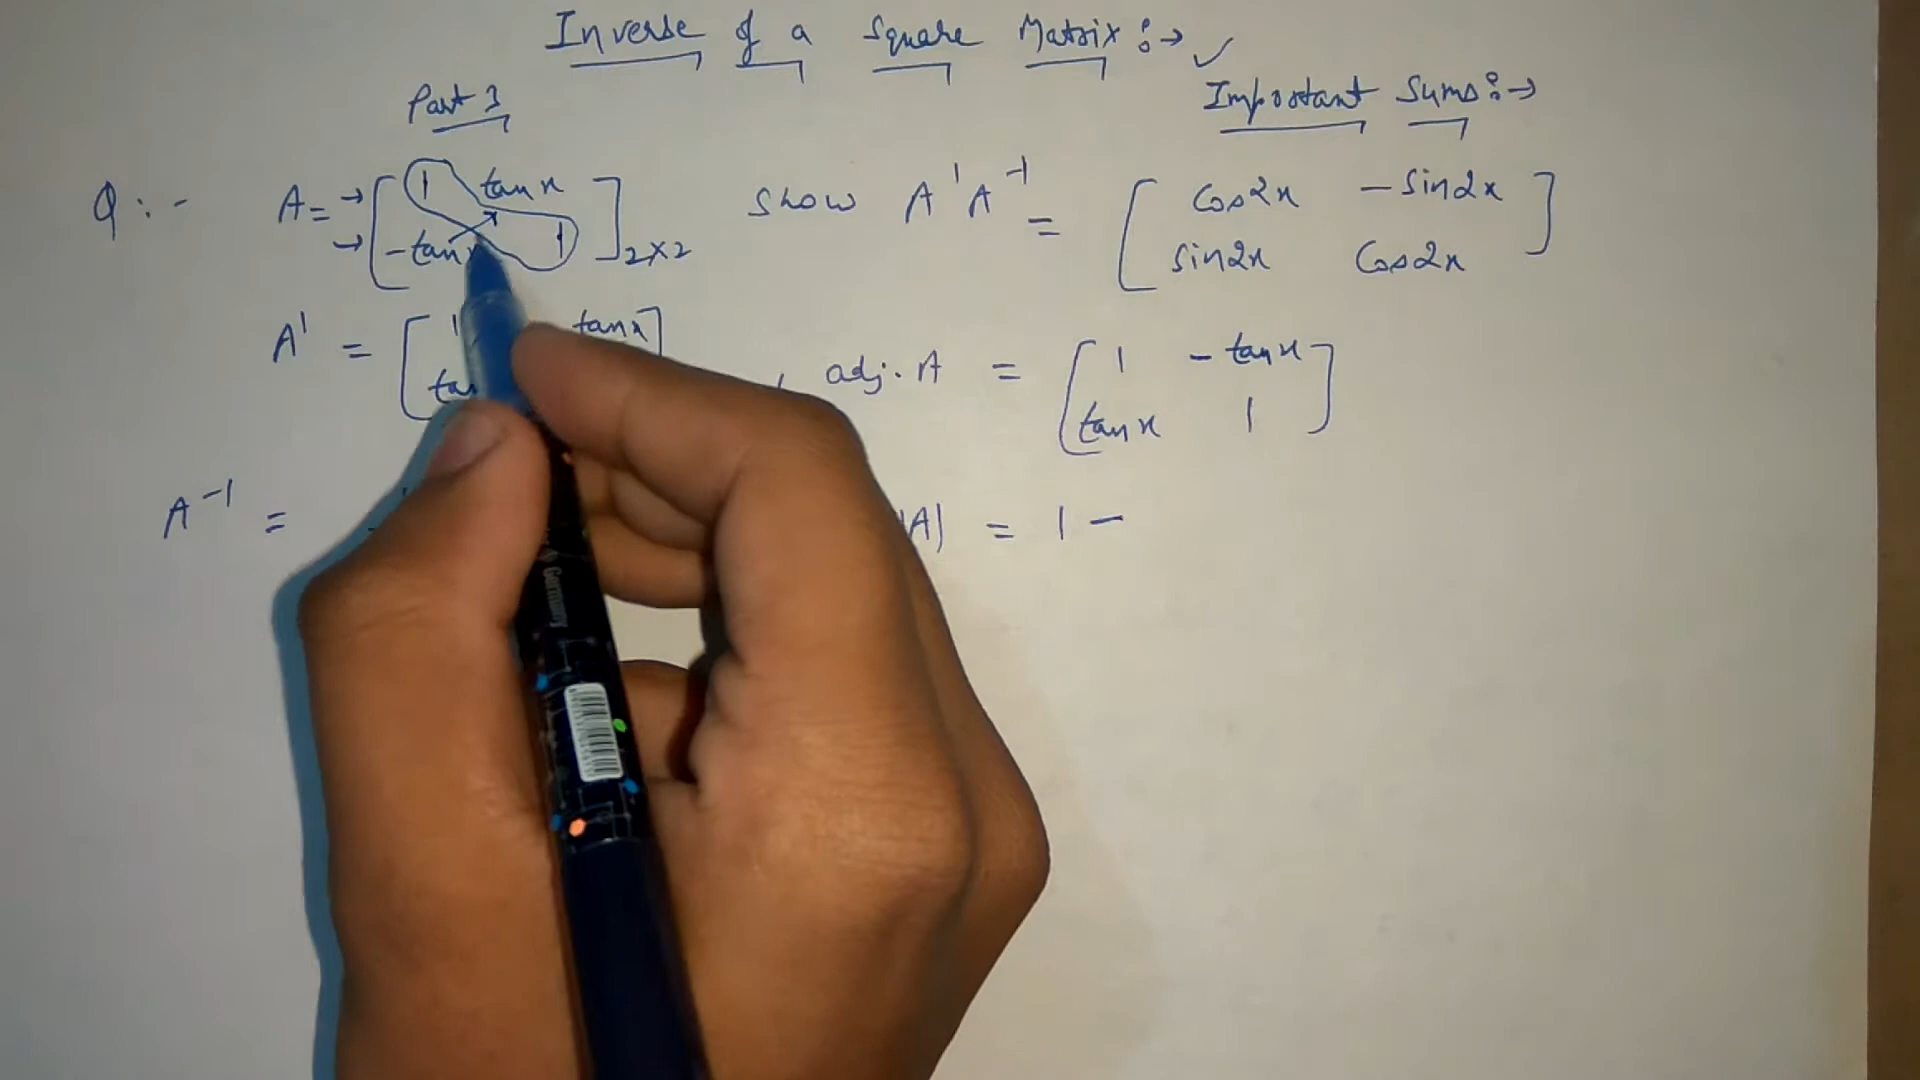 Inverse of a Square Matrix :→ ✓
Part 3
Important Sums :→
Q :- A = → [ 1 tan x ] Show A' A⁻¹ = [ cos2x - sin2x ]
→ [ -tan x 1 ] 2×2 [ sin2x cos2x ]
A' = [ 1 tan x ] adj. A = [ 1 - tan x ]
[ tan x 1 ]
A⁻¹ = |A| = 1 -
Germany